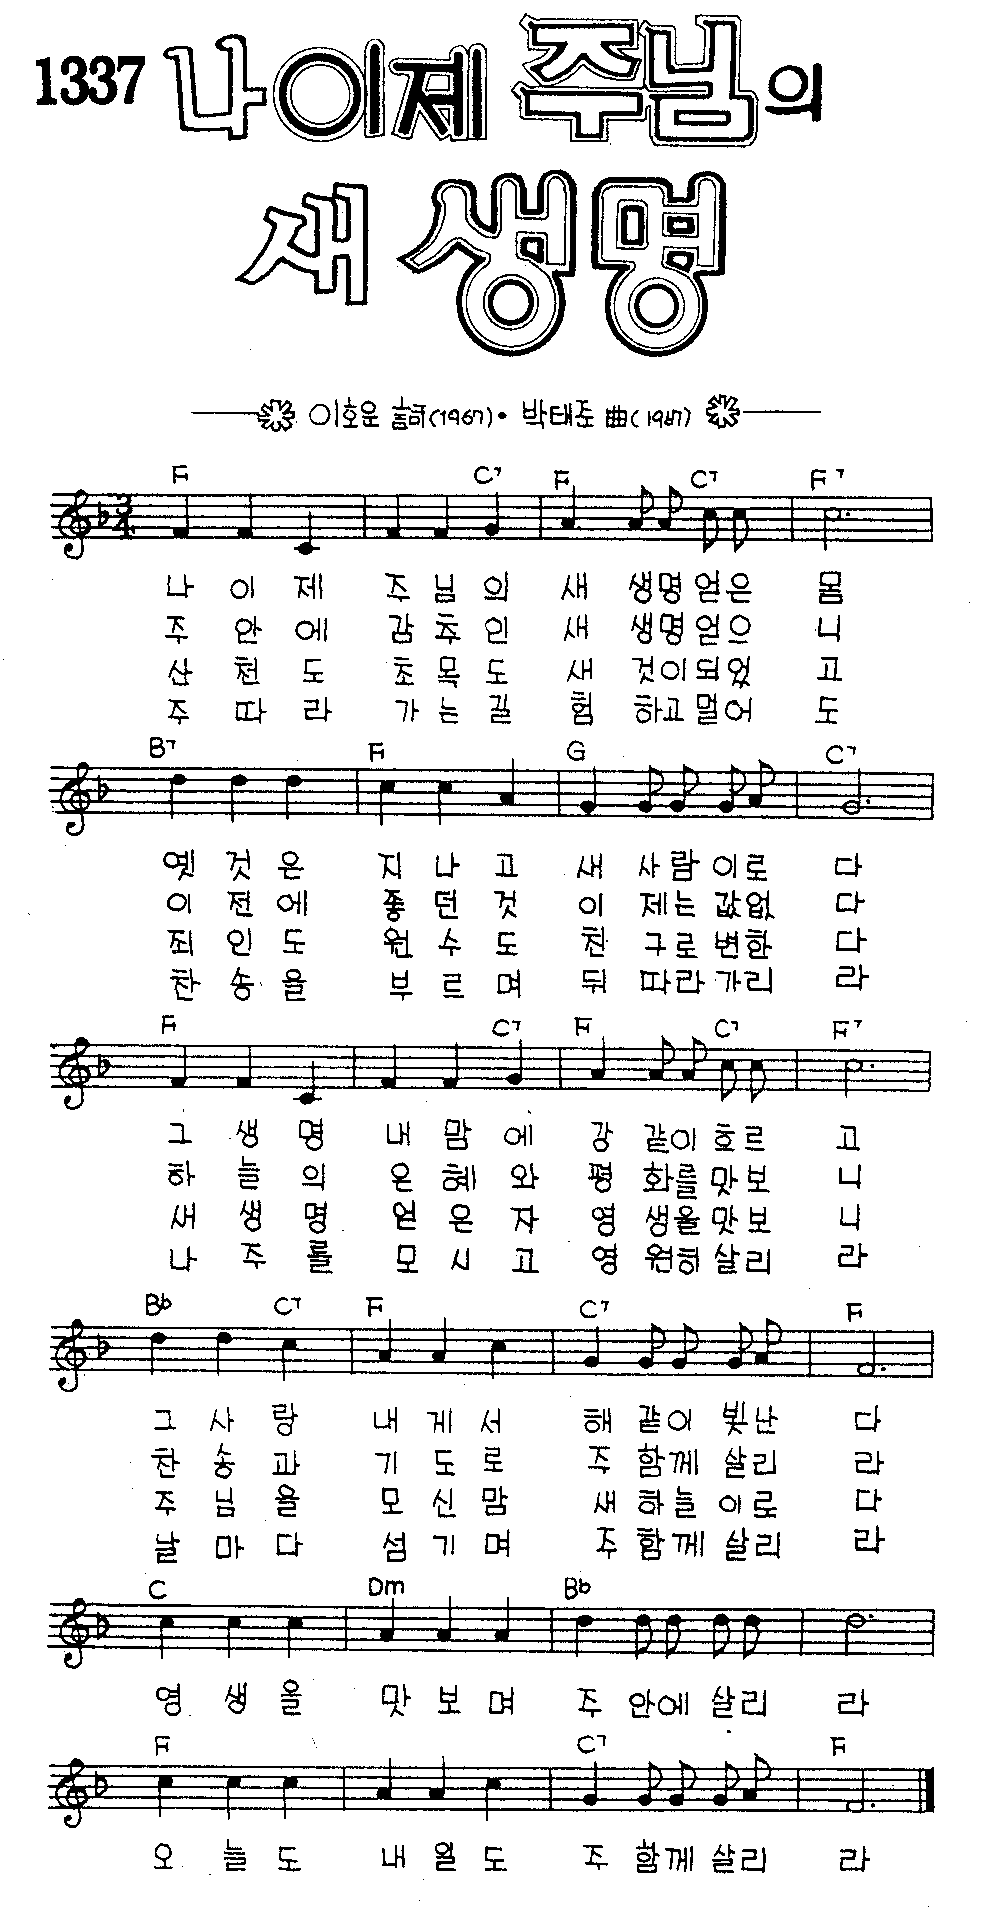 1337 나 이제 주님의
새 생명
이호운 詩(1967)• 박태준 曲(1967)
F C7 F C7 F7
나 이 제 주 님 의 새 생명얻은 몸
주 안 에 감 추 인 새 생명얻으 니
산 천 도 초 목 도 새 것이되었 고
주 따 라 가 는 길 험 하고멀어 도
B7 F G C7
옛 것 은 지 나 고 새 사람이로 다
이 전 에 좋 던 것 이 제는값없 다
죄 인 도 원 수 도 친 구로변한 다
찬 송 을 부 르 며 뒤 따라가리 라
F C7 F C7 F7
그 생 명 내 맘 에 강 같이흐르 고
하 늘 의 은 혜 와 평 화를맛보 니
새 생 명 얻 은 자 영 생을맛보 니
나 주 를 모 시 고 영 원히살리 라
Bb C7 F C7 F
그 사 랑 내 게 서 해 같이빛난 다
찬 송 과 기 도 로 주 함께살리 라
주 님 을 모 신 맘 새 하늘이로 다
날 마 다 섬 기 며 주 함께살리 라
C Dm Bb
영 생 을 맛 보 며 주 안에살리 라
F C7 F
오 늘 도 내 일 도 주 함께살리 라